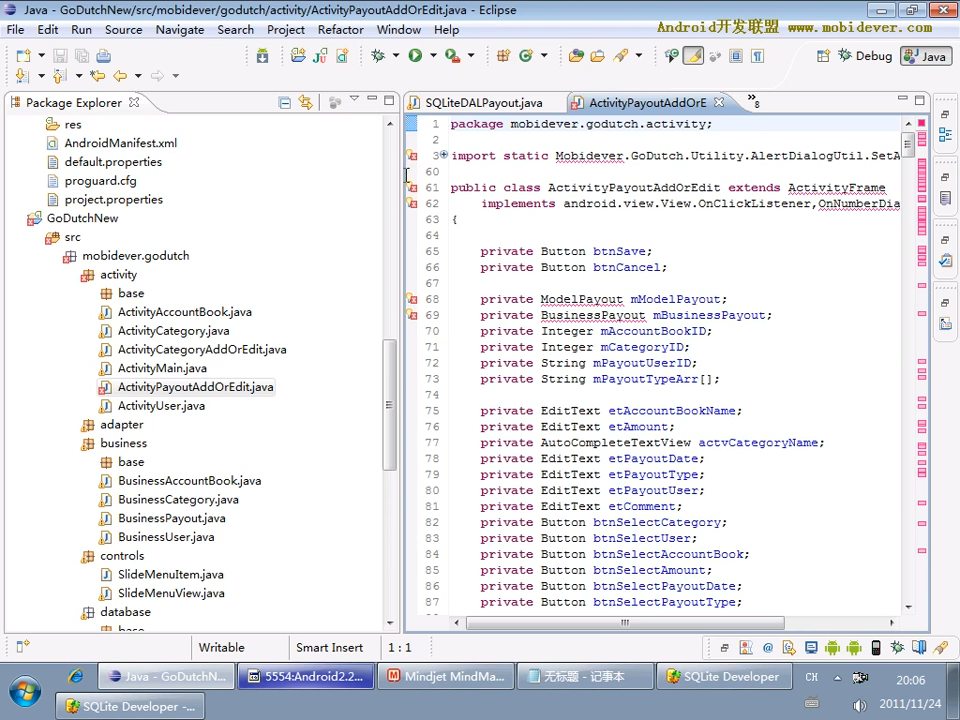 Java - GoDutchNew/src/mobidever/godutch/activity/ActivityPayoutAddOrEdit.java - Eclipse
File Edit Run Source Navigate Search Project Refactor Window Help
Android开发联盟 www.mobidever.com
Debug Java
Package Explorer
res
AndroidManifest.xml
default.properties
proguard.cfg
project.properties
GoDutchNew
src
mobidever.godutch
activity
base
ActivityAccountBook.java
ActivityCategory.java
ActivityCategoryAddOrEdit.java
ActivityMain.java
ActivityPayoutAddOrEdit.java
ActivityUser.java
adapter
business
base
BusinessAccountBook.java
BusinessCategory.java
BusinessPayout.java
BusinessUser.java
controls
SlideMenuItem.java
SlideMenuView.java
database
SQLiteDALPayout.java ActivityPayoutAddOrE »8
1 package mobidever.godutch.activity;
2
3 import static Mobidever.GoDutch.Utility.AlertDialogUtil.SetA
60
61 public class ActivityPayoutAddOrEdit extends ActivityFrame
62 implements android.view.View.OnClickListener,OnNumberDia
63 {
64
65 private Button btnSave;
66 private Button btnCancel;
67
68 private ModelPayout mModelPayout;
69 private BusinessPayout mBusinessPayout;
70 private Integer mAccountBookID;
71 private Integer mCategoryID;
72 private String mPayoutUserID;
73 private String mPayoutTypeArr[];
74
75 private EditText etAccountBookName;
76 private EditText etAmount;
77 private AutoCompleteTextView actvCategoryName;
78 private EditText etPayoutDate;
79 private EditText etPayoutType;
80 private EditText etPayoutUser;
81 private EditText etComment;
82 private Button btnSelectCategory;
83 private Button btnSelectUser;
84 private Button btnSelectAccountBook;
85 private Button btnSelectAmount;
86 private Button btnSelectPayoutDate;
87 private Button btnSelectPayoutType;
Writable Smart Insert 1 : 1
Java - GoDutchN... 5554:Android2.2... Mindjet MindMa... 无标题 - 记事本 SQLite Developer CH 20:06
SQLite Developer -... 2011/11/24